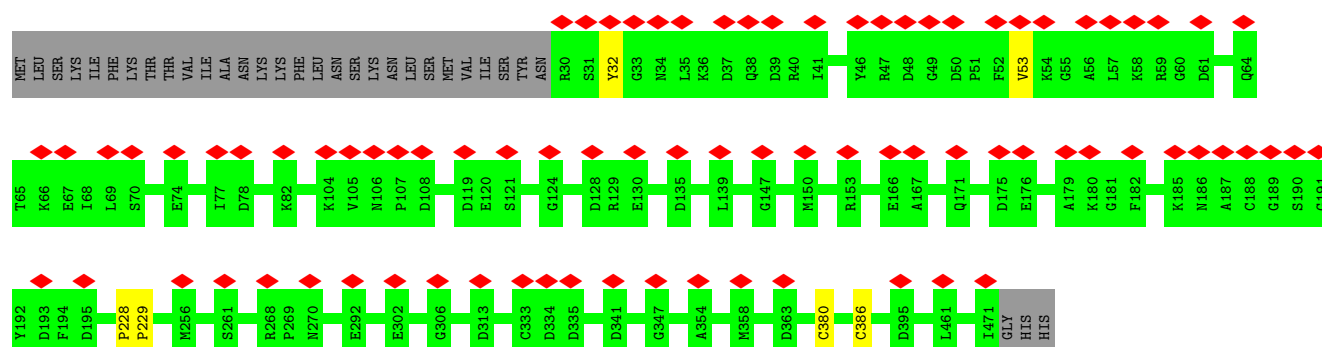 MET LEU SER LYS ILE PHE LYS THR THR VAL ILE ALA ASN LYS LYS PHE LEU ASN SER LYS ASN LEU SER MET VAL ILE SER TYR ASN R30 S31 Y32 G33 N34 L35 K36 D37 Q38 D39 R40 I41 Y46 R47 D48 G49 D50 P51 F52 V53 K54 G55 A56 L57 K58 R59 G60 D61 Q64
T65 K66 E67 I68 L69 S70 E74 I77 D78 K82 K104 V105 N106 P107 D108 D119 E120 S121 G124 D128 R129 E130 D135 L139 G147 M150 R153 E166 A167 Q171 D175 E176 A179 K180 G181 F182 K185 N186 A187 C188 G189 S190 G191
Y192 D193 F194 D195 P228 P229 M256 S261 R268 P269 N270 E292 E302 G306 D313 C333 D334 D335 D341 G347 A354 M358 D363 C380 C386 D395 L461 I471 GLY HIS HIS